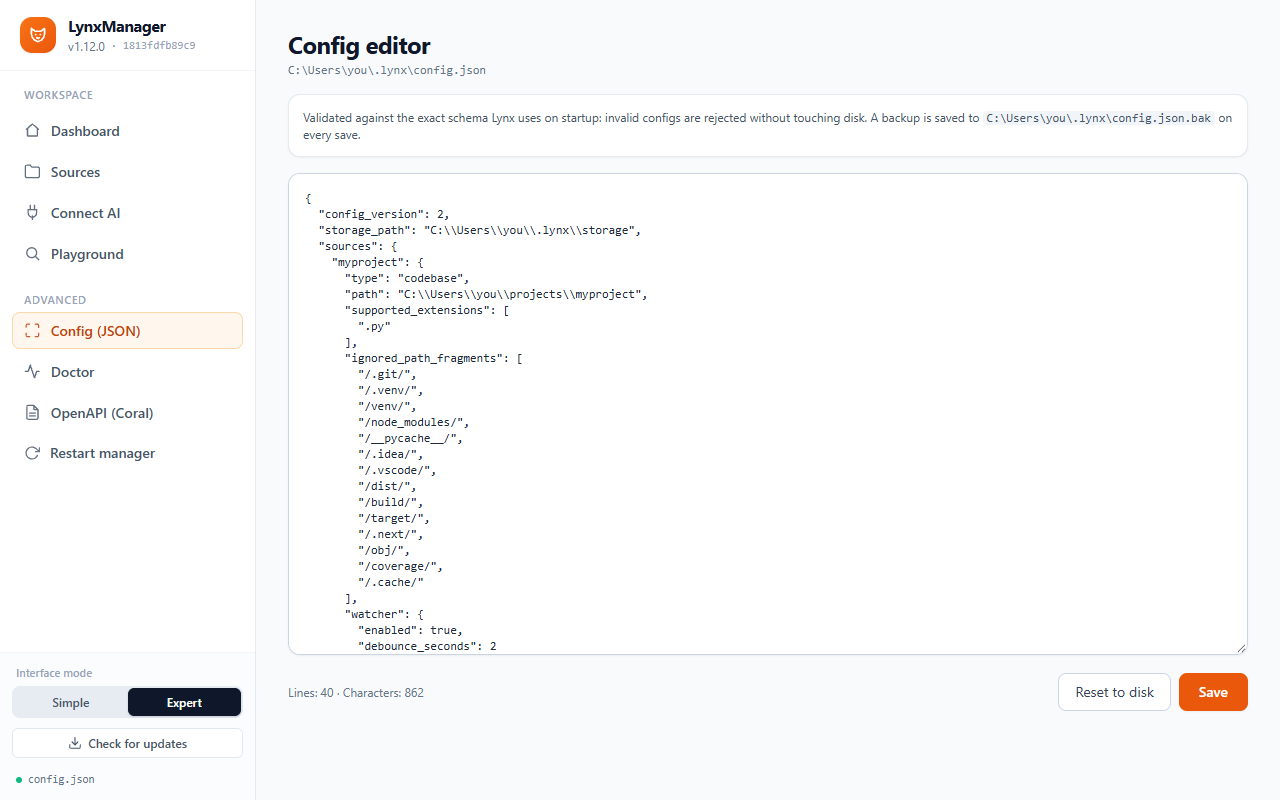 LynxManager
v1.12.0 · 1813fdfb89c9
WORKSPACE
Dashboard
Sources
Connect AI
Playground
ADVANCED
Config (JSON)
Doctor
OpenAPI (Coral)
Restart manager
Interface mode
Simple
Expert
Check for updates
config.json
Config editor
C:\Users\you\.lynx\config.json
Validated against the exact schema Lynx uses on startup: invalid configs are rejected without touching disk. A backup is saved to C:\Users\you\.lynx\config.json.bak on
every save.
{
  "config_version": 2,
  "storage_path": "C:\\Users\\you\\.lynx\\storage",
  "sources": {
    "myproject": {
      "type": "codebase",
      "path": "C:\\Users\\you\\projects\\myproject",
      "supported_extensions": [
        ".py"
      ],
      "ignored_path_fragments": [
        "/.git/",
        "/.venv/",
        "/venv/",
        "/node_modules/",
        "/__pycache__/",
        "/.idea/",
        "/.vscode/",
        "/dist/",
        "/build/",
        "/target/",
        "/.next/",
        "/obj/",
        "/coverage/",
        "/.cache/"
      ],
      "watcher": {
        "enabled": true,
        "debounce_seconds": 2
Lines: 40 · Characters: 862
Reset to disk
Save